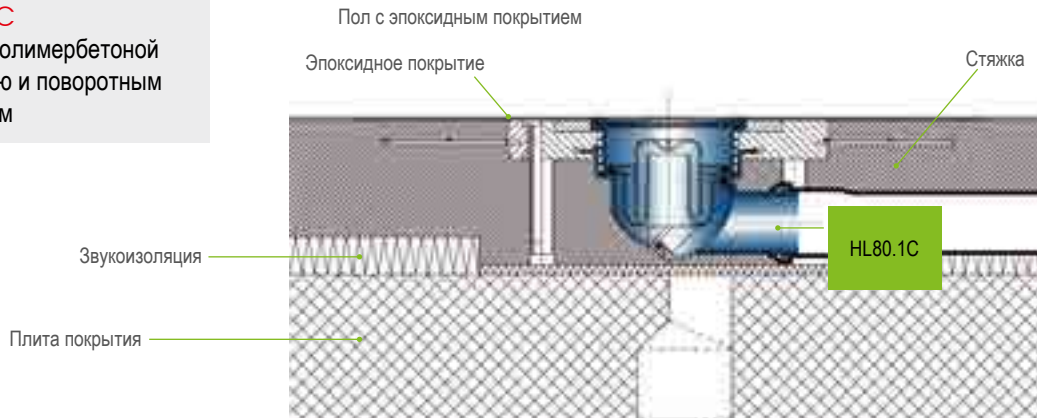 C
олимербетоной
ю и поворотным
м
Пол с эпоксидным покрытием
Эпоксидное покрытие
Стяжка
Звукоизоляция
HL80.1C
Плита покрытия